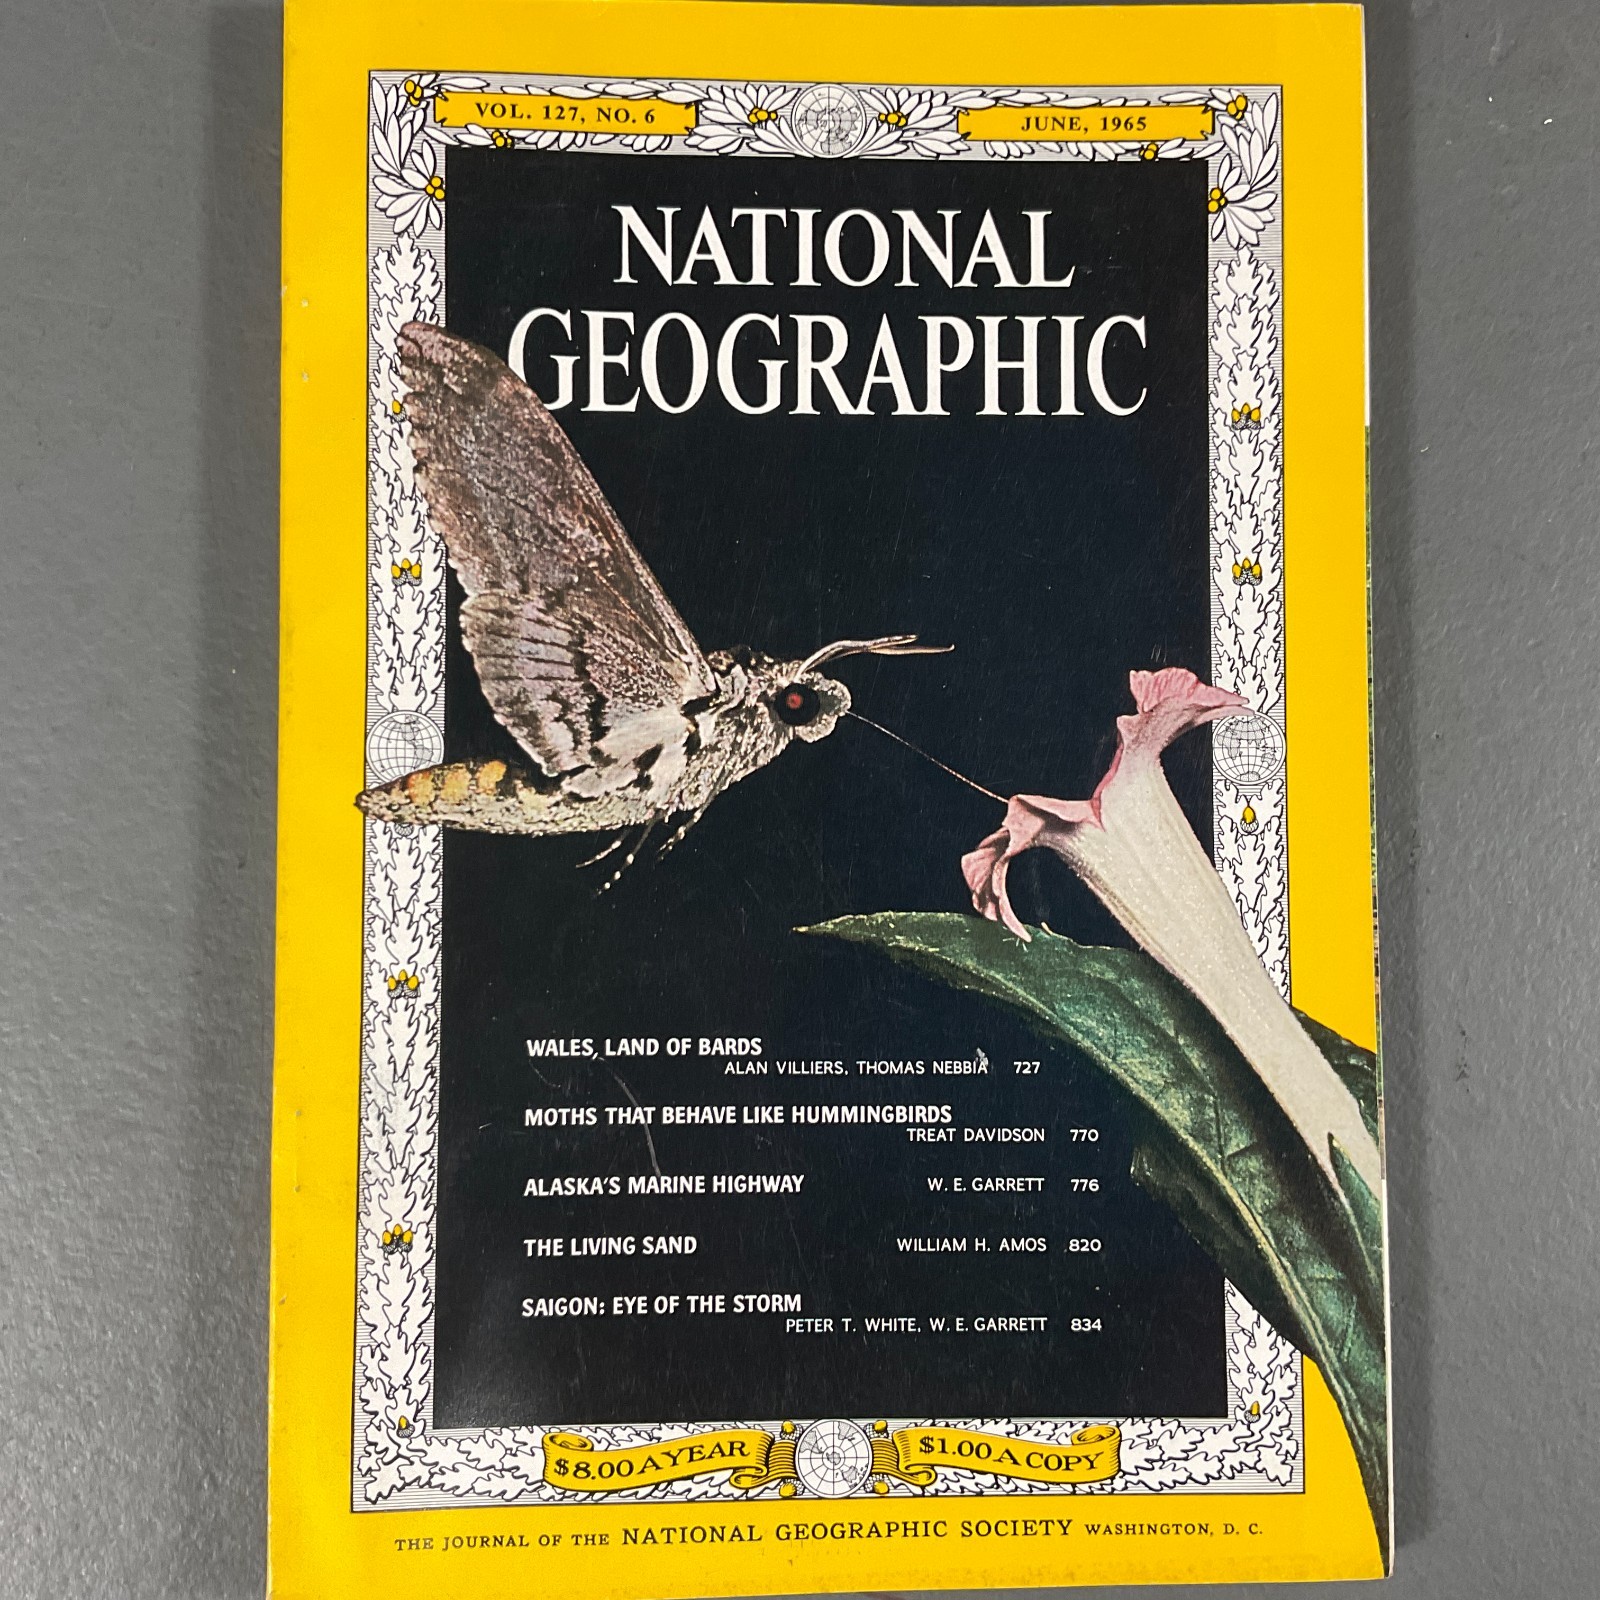 VOL. 127, NO. 6
JUNE, 1965
NATIONAL
GEOGRAPHIC
WALES, LAND OF BARDS
ALAN VILLIERS, THOMAS NEBBIA 727
MOTHS THAT BEHAVE LIKE HUMMINGBIRDS
TREAT DAVIDSON 770
ALASKA'S MARINE HIGHWAY W. E. GARRETT 776
THE LIVING SAND WILLIAM H. AMOS 820
SAIGON: EYE OF THE STORM
PETER T. WHITE, W. E. GARRETT 834
$8.00 A YEAR
$1.00 A COPY
THE JOURNAL OF THE NATIONAL GEOGRAPHIC SOCIETY WASHINGTON, D. C.